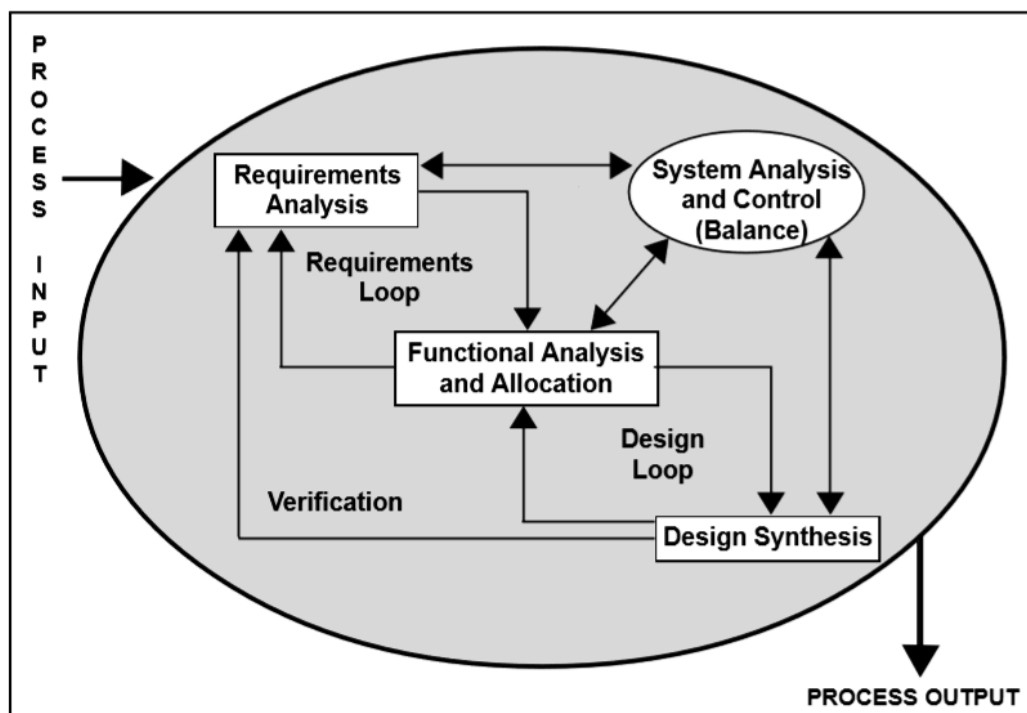 PROCESS INPUT
Requirements
Analysis
System Analysis
and Control
(Balance)
Requirements
Loop
Functional Analysis
and Allocation
Design
Loop
Verification
Design Synthesis
PROCESS OUTPUT